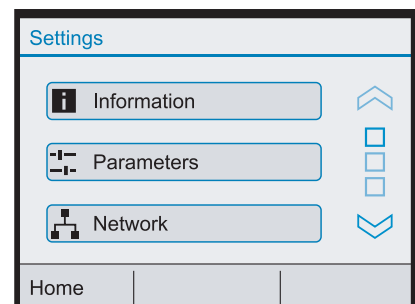 Settings
Information
Parameters
Network
Home